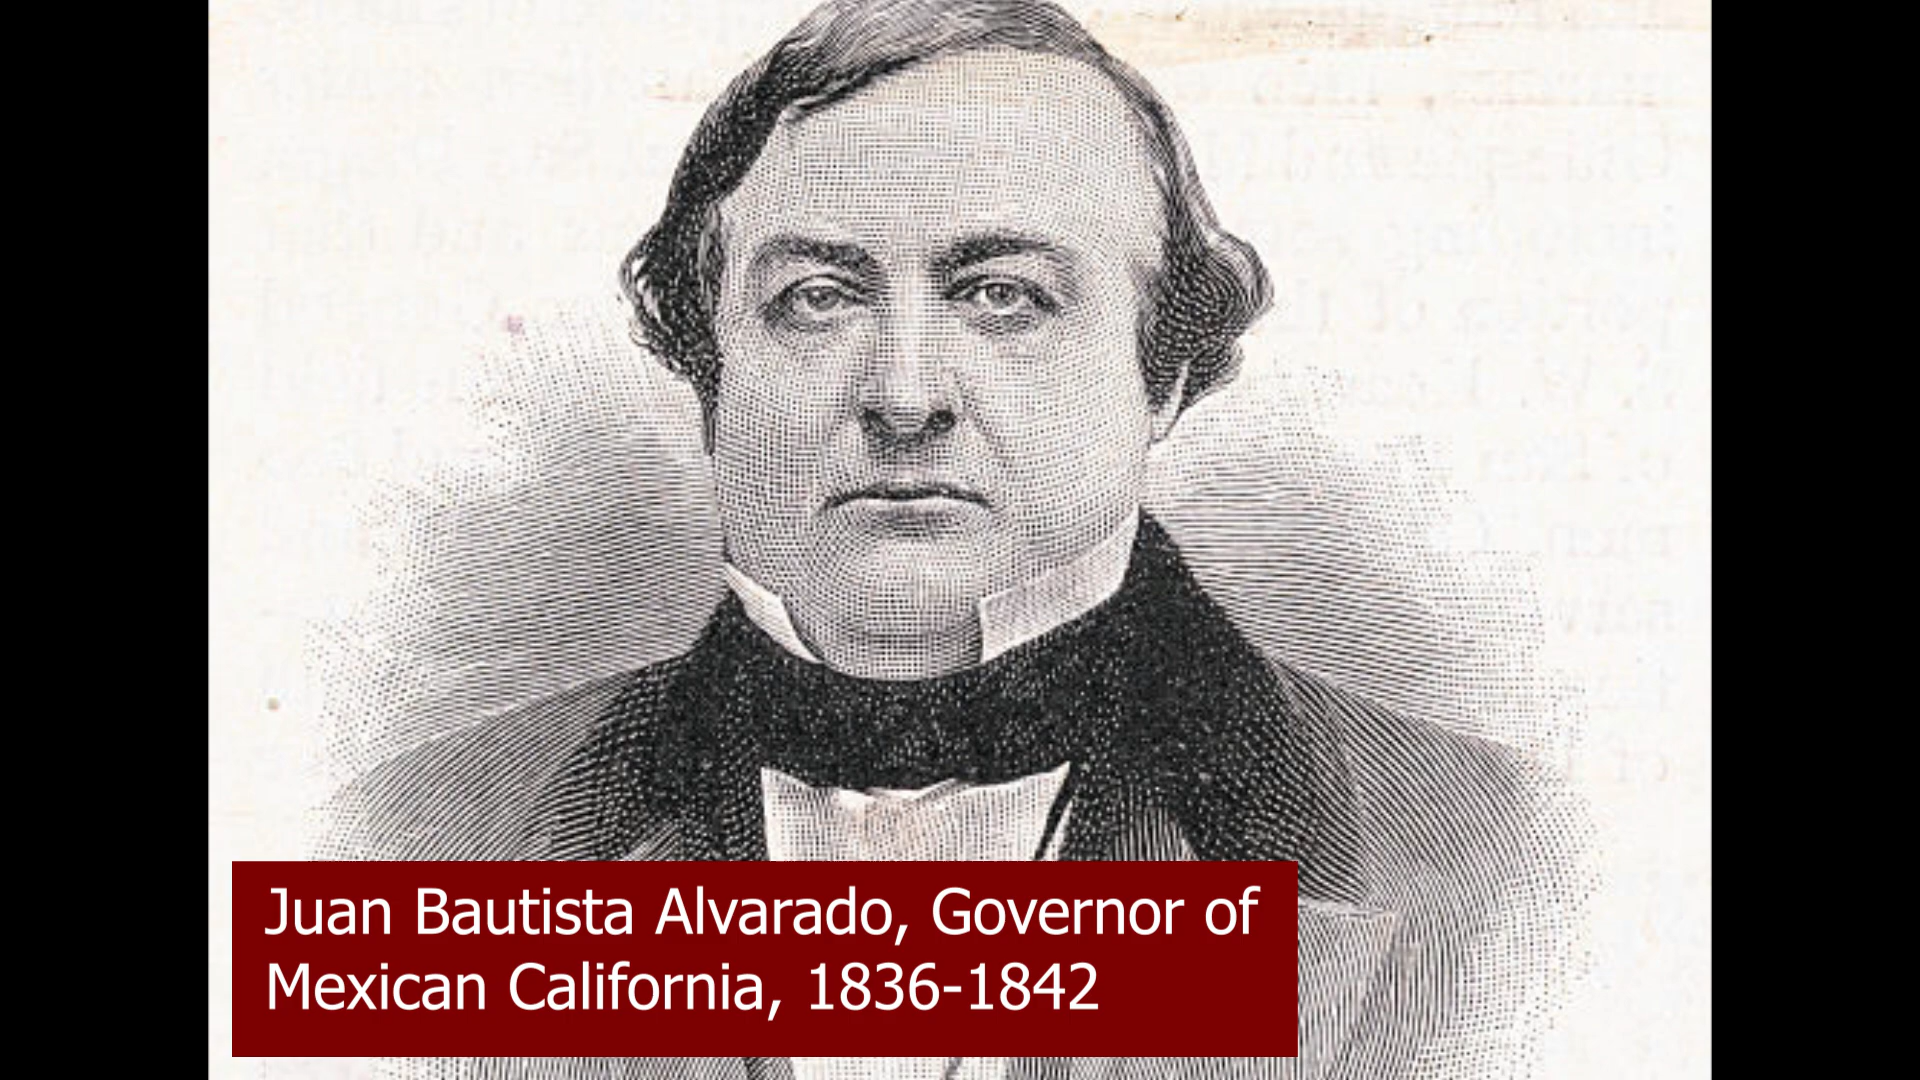 Juan Bautista Alvarado, Governor of
Mexican California, 1836-1842